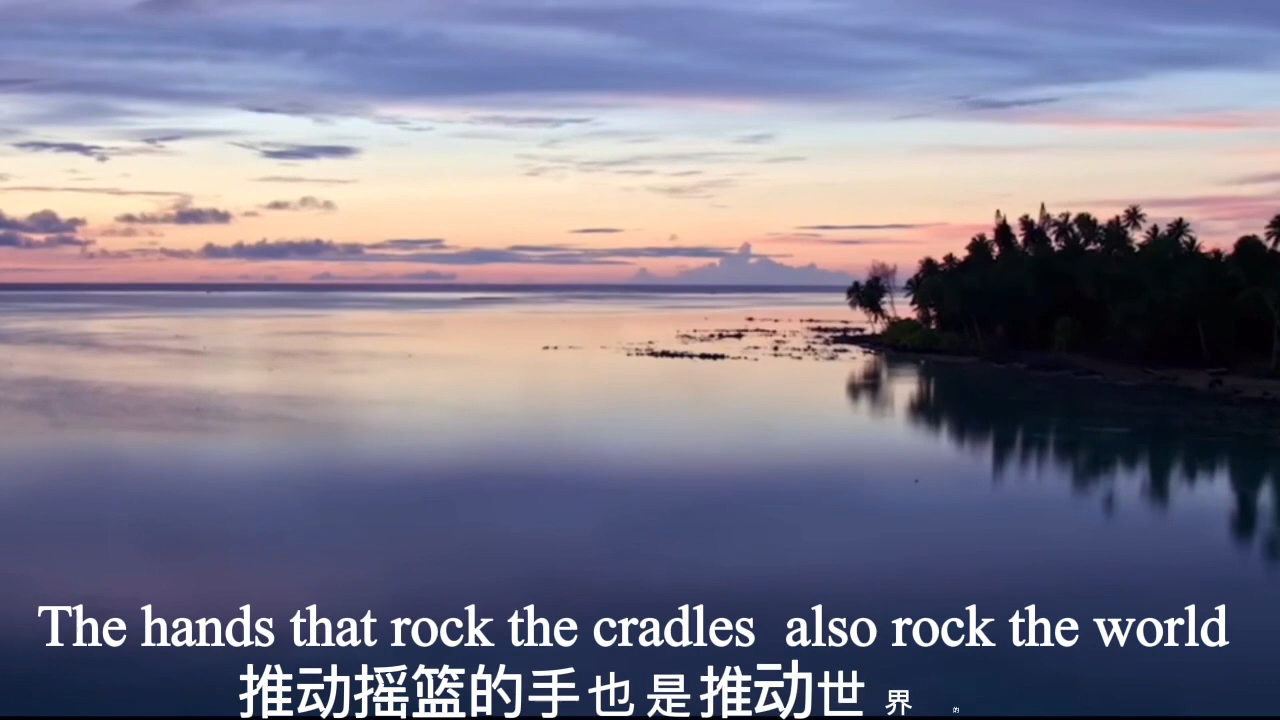 The hands that rock the cradles  also rock the world
推动摇篮的手也是推动世界的